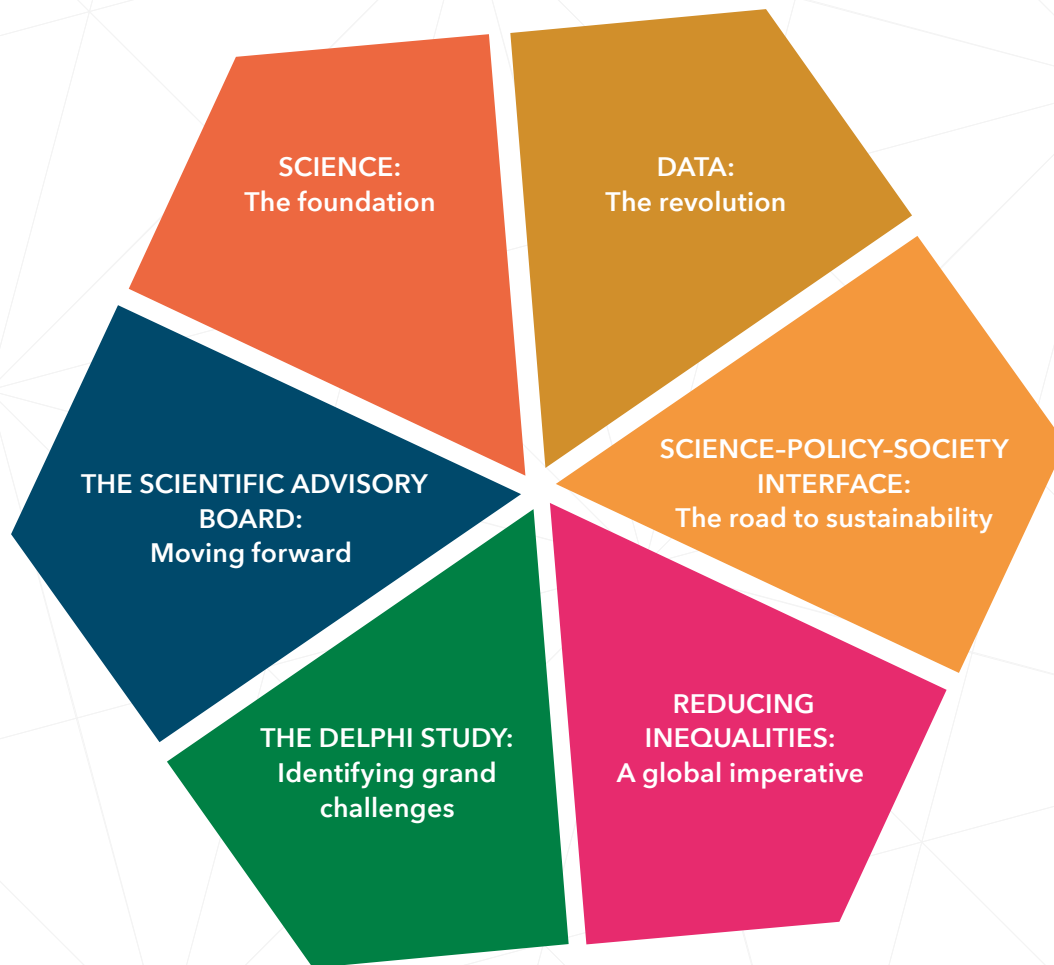 SCIENCE:
The foundation
DATA:
The revolution
SCIENCE-POLICY-SOCIETY
INTERFACE:
The road to sustainability
REDUCING
INEQUALITIES:
A global imperative
THE DELPHI STUDY:
Identifying grand
challenges
THE SCIENTIFIC ADVISORY
BOARD:
Moving forward